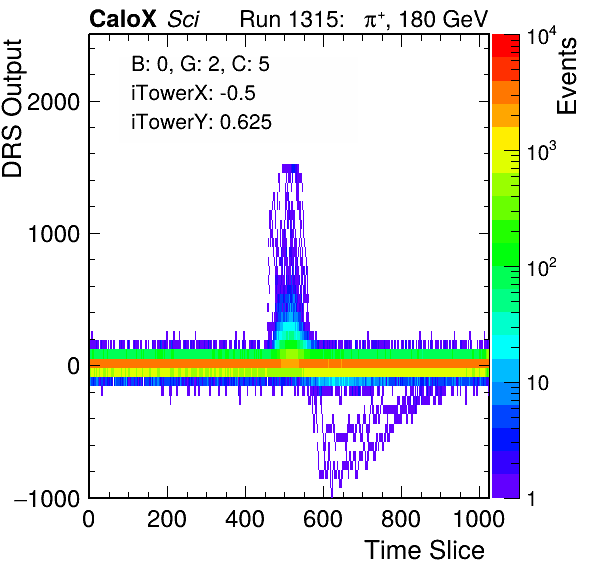 CaloX Sci Run 1315: π⁺, 180 GeV
B: 0, G: 2, C: 5
iTowerX: -0.5
iTowerY: 0.625
DRS Output
2000
1000
0
−1000
0 200 400 600 800 1000
Time Slice
Events
10⁴
10³
10²
10
1